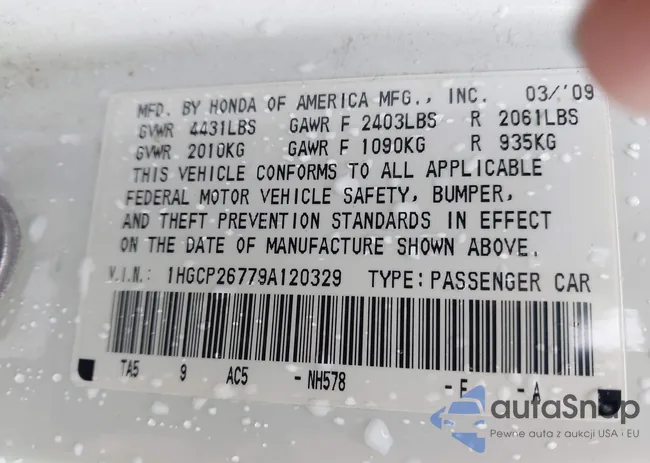 MFD. BY HONDA OF AMERICA MFG., INC. 03/'09
GVWR 4431LBS GAWR F 2403LBS R 2061LBS
GVWR 2010KG GAWR F 1090KG R 935KG
THIS VEHICLE CONFORMS TO ALL APPLICABLE
FEDERAL MOTOR VEHICLE SAFETY, BUMPER,
AND THEFT PREVENTION STANDARDS IN EFFECT
ON THE DATE OF MANUFACTURE SHOWN ABOVE.
V.I.N.: 1HGCP26779A120329 TYPE: PASSENGER CAR
TA5 9 AC5 -NH578 -F -A
autaSnap
Pewne auta z aukcji USA i EU